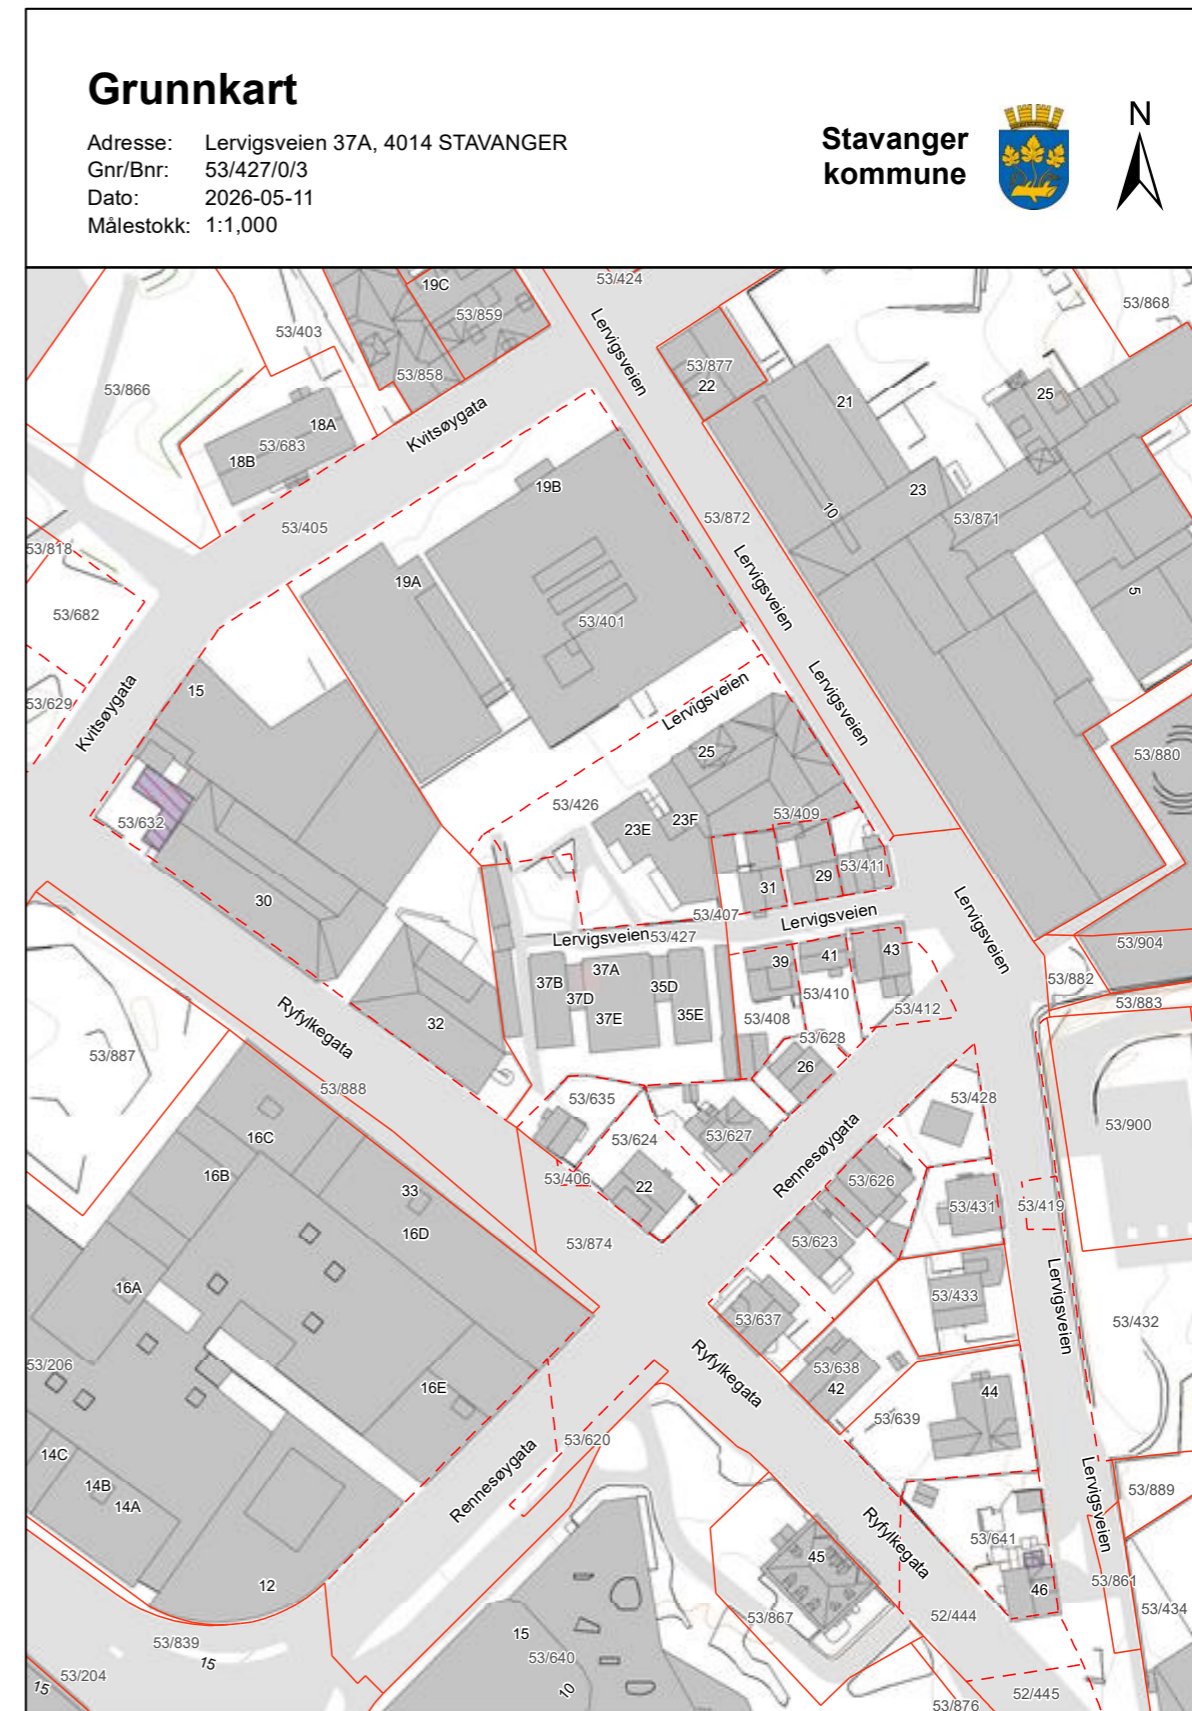 Grunnkart
Adresse: Lervigsveien 37A, 4014 STAVANGER
Gnr/Bnr: 53/427/0/3
Dato: 2026-05-11
Målestokk: 1:1,000
Stavanger
kommune
N
53/424
19C
53/859
53/868
53/403
Lervigsveien
53/877
22
53/866
53/858
25
21
Kvitsøygata
18A
53/683
18B
19B
23
10
53/405
53/872
53/871
53/818
19A
Lervigsveien
5
53/682
53/401
15
Lervigsveien
Lervigsveien
53/629
Kvitsøygata
25
53/880
53/426
53/632
23E
23F
53/409
53/411
31
29
30
53/407
Lervigsveien
Lervigsveien
53/427
Lervigsveien
53/904
37A
37B
37D
37E
35D
35E
39
41
43
53/882
53/883
53/410
53/408
53/412
Ryfylkegata
32
53/628
53/887
26
53/888
53/635
53/428
53/900
16C
53/624
53/627
Rennesøygata
16B
53/406
22
53/626
33
53/431
53/419
16D
53/874
53/623
16A
53/433
Lervigsveien
53/637
53/432
53/206
Ryfylkegata
53/638
42
16E
44
53/639
53/620
14C
Rennesøygata
14B
14A
Lervigsveien
53/889
Ryfylkegata
53/641
45
12
46
53/861
53/867
52/444
53/434
53/839
15
15
53/640
53/204
15
10
52/445
53/876